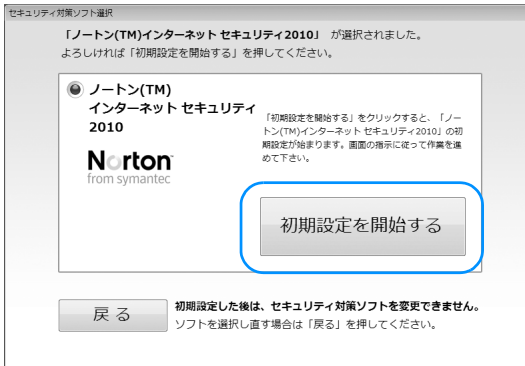 セキュリティ対策ソフト選択
「ノートン(TM)インターネット セキュリティ2010」 が選択されました。
よろしければ「初期設定を開始する」を押してください。
ノートン(TM)
インターネット セキュリティ
2010
Norton
from symantec
「初期設定を開始する」をクリックすると、「ノー
トン(TM)インターネット セキュリティ2010」の初
期設定が始まります。画面の指示に従って作業を進
めて下さい。
初期設定を開始する
戻 る
初期設定した後は、セキュリティ対策ソフトを変更できません。
ソフトを選択し直す場合は「戻る」を押してください。